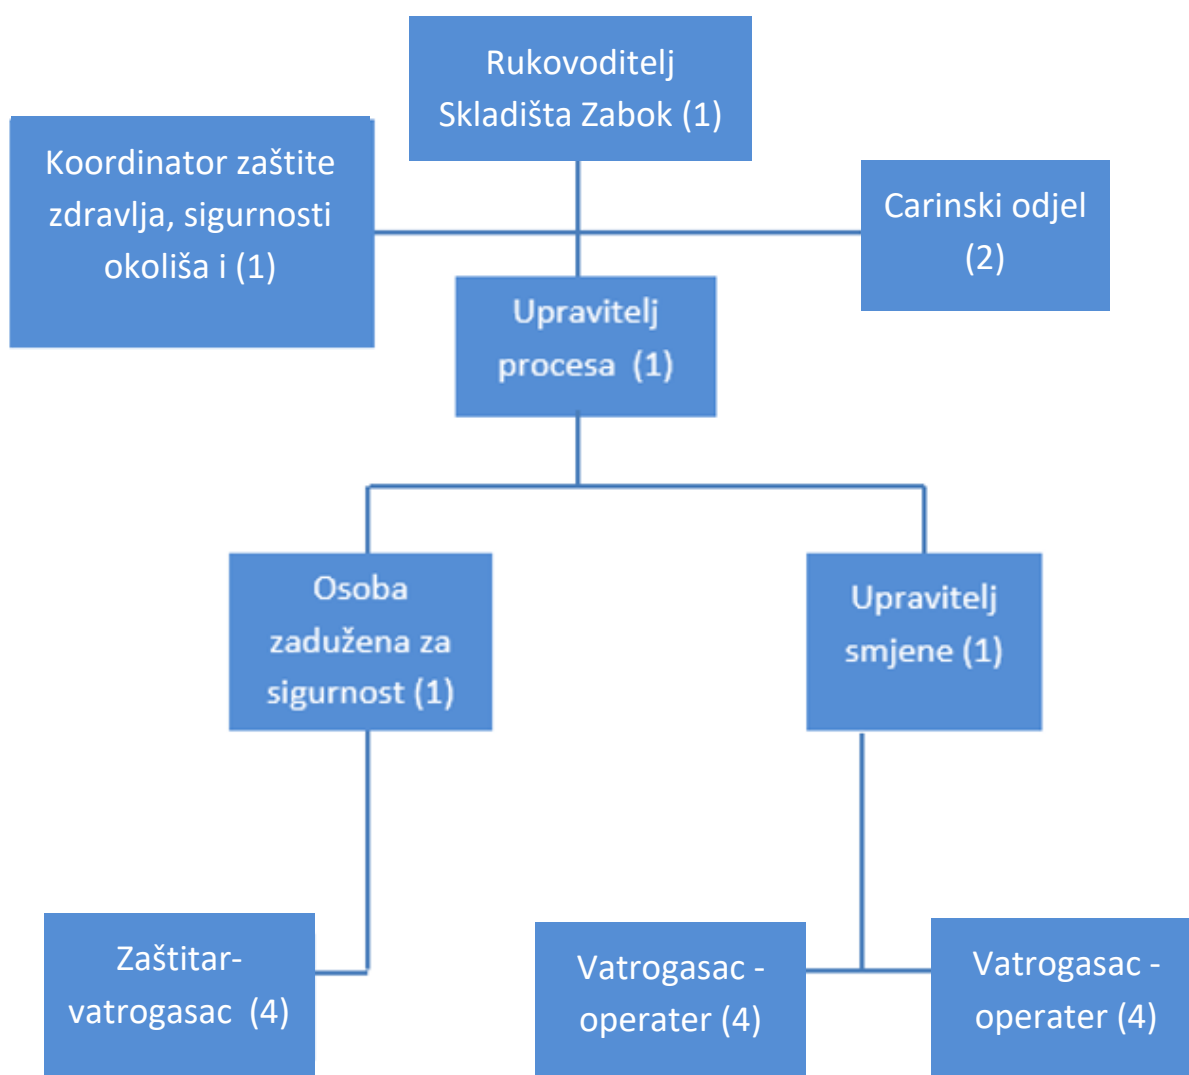 Rukovoditelj
Skladišta Zabok (1)
Koordinator zaštite
zdravlja, sigurnosti
okoliša i (1)
Carinski odjel
(2)
Upravitelj
procesa (1)
Osoba
zadužena za
sigurnost (1)
Upravitelj
smjene (1)
Zaštitar-
vatrogasac (4)
Vatrogasac -
operater (4)
Vatrogasac -
operater (4)